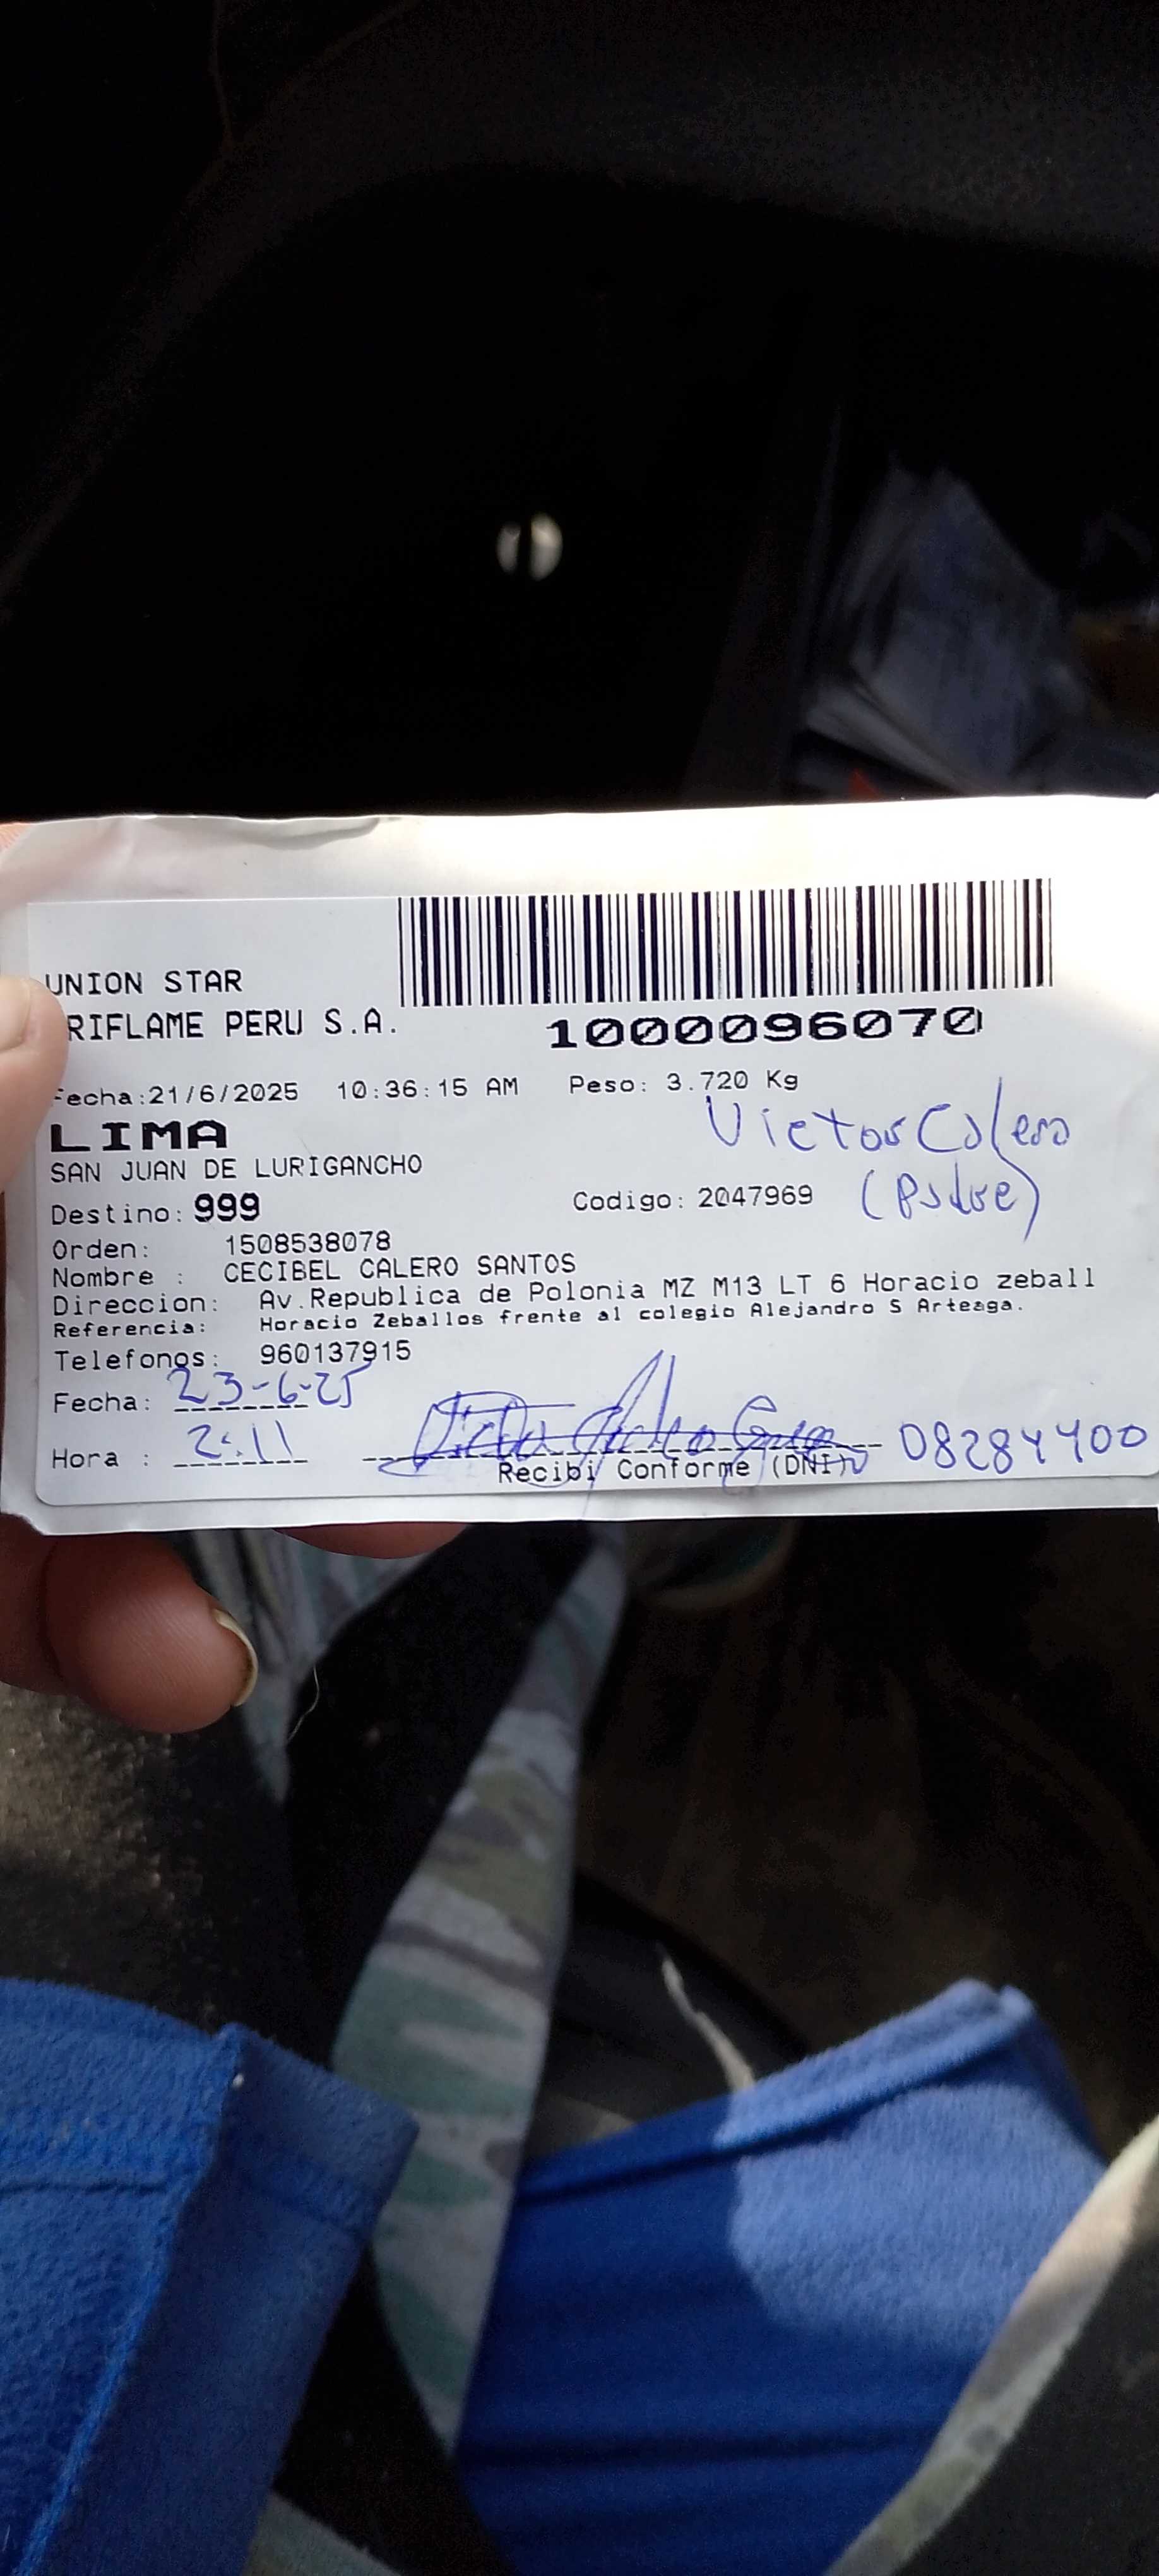 UNION STAR
RIFLAME PERU S.A.
1000096070
Fecha:21/6/2025 10:36:15 AM Peso: 3.720 Kg
LIMA
Victor Calero
SAN JUAN DE LURIGANCHO
Destino: 999 Codigo: 2047969 (Padre)
Orden: 1508538078
Nombre : CECIBEL CALERO SANTOS
Direccion: Av.Republica de Polonia MZ M13 LT 6 Horacio zeball
Referencia: Horacio Zeballos frente al colegio Alejandro S Arteaga.
Telefonos: 960137915
Fecha: 23-6-25
Hora : 2:11 08284400
Recibi Conforme (DNI)